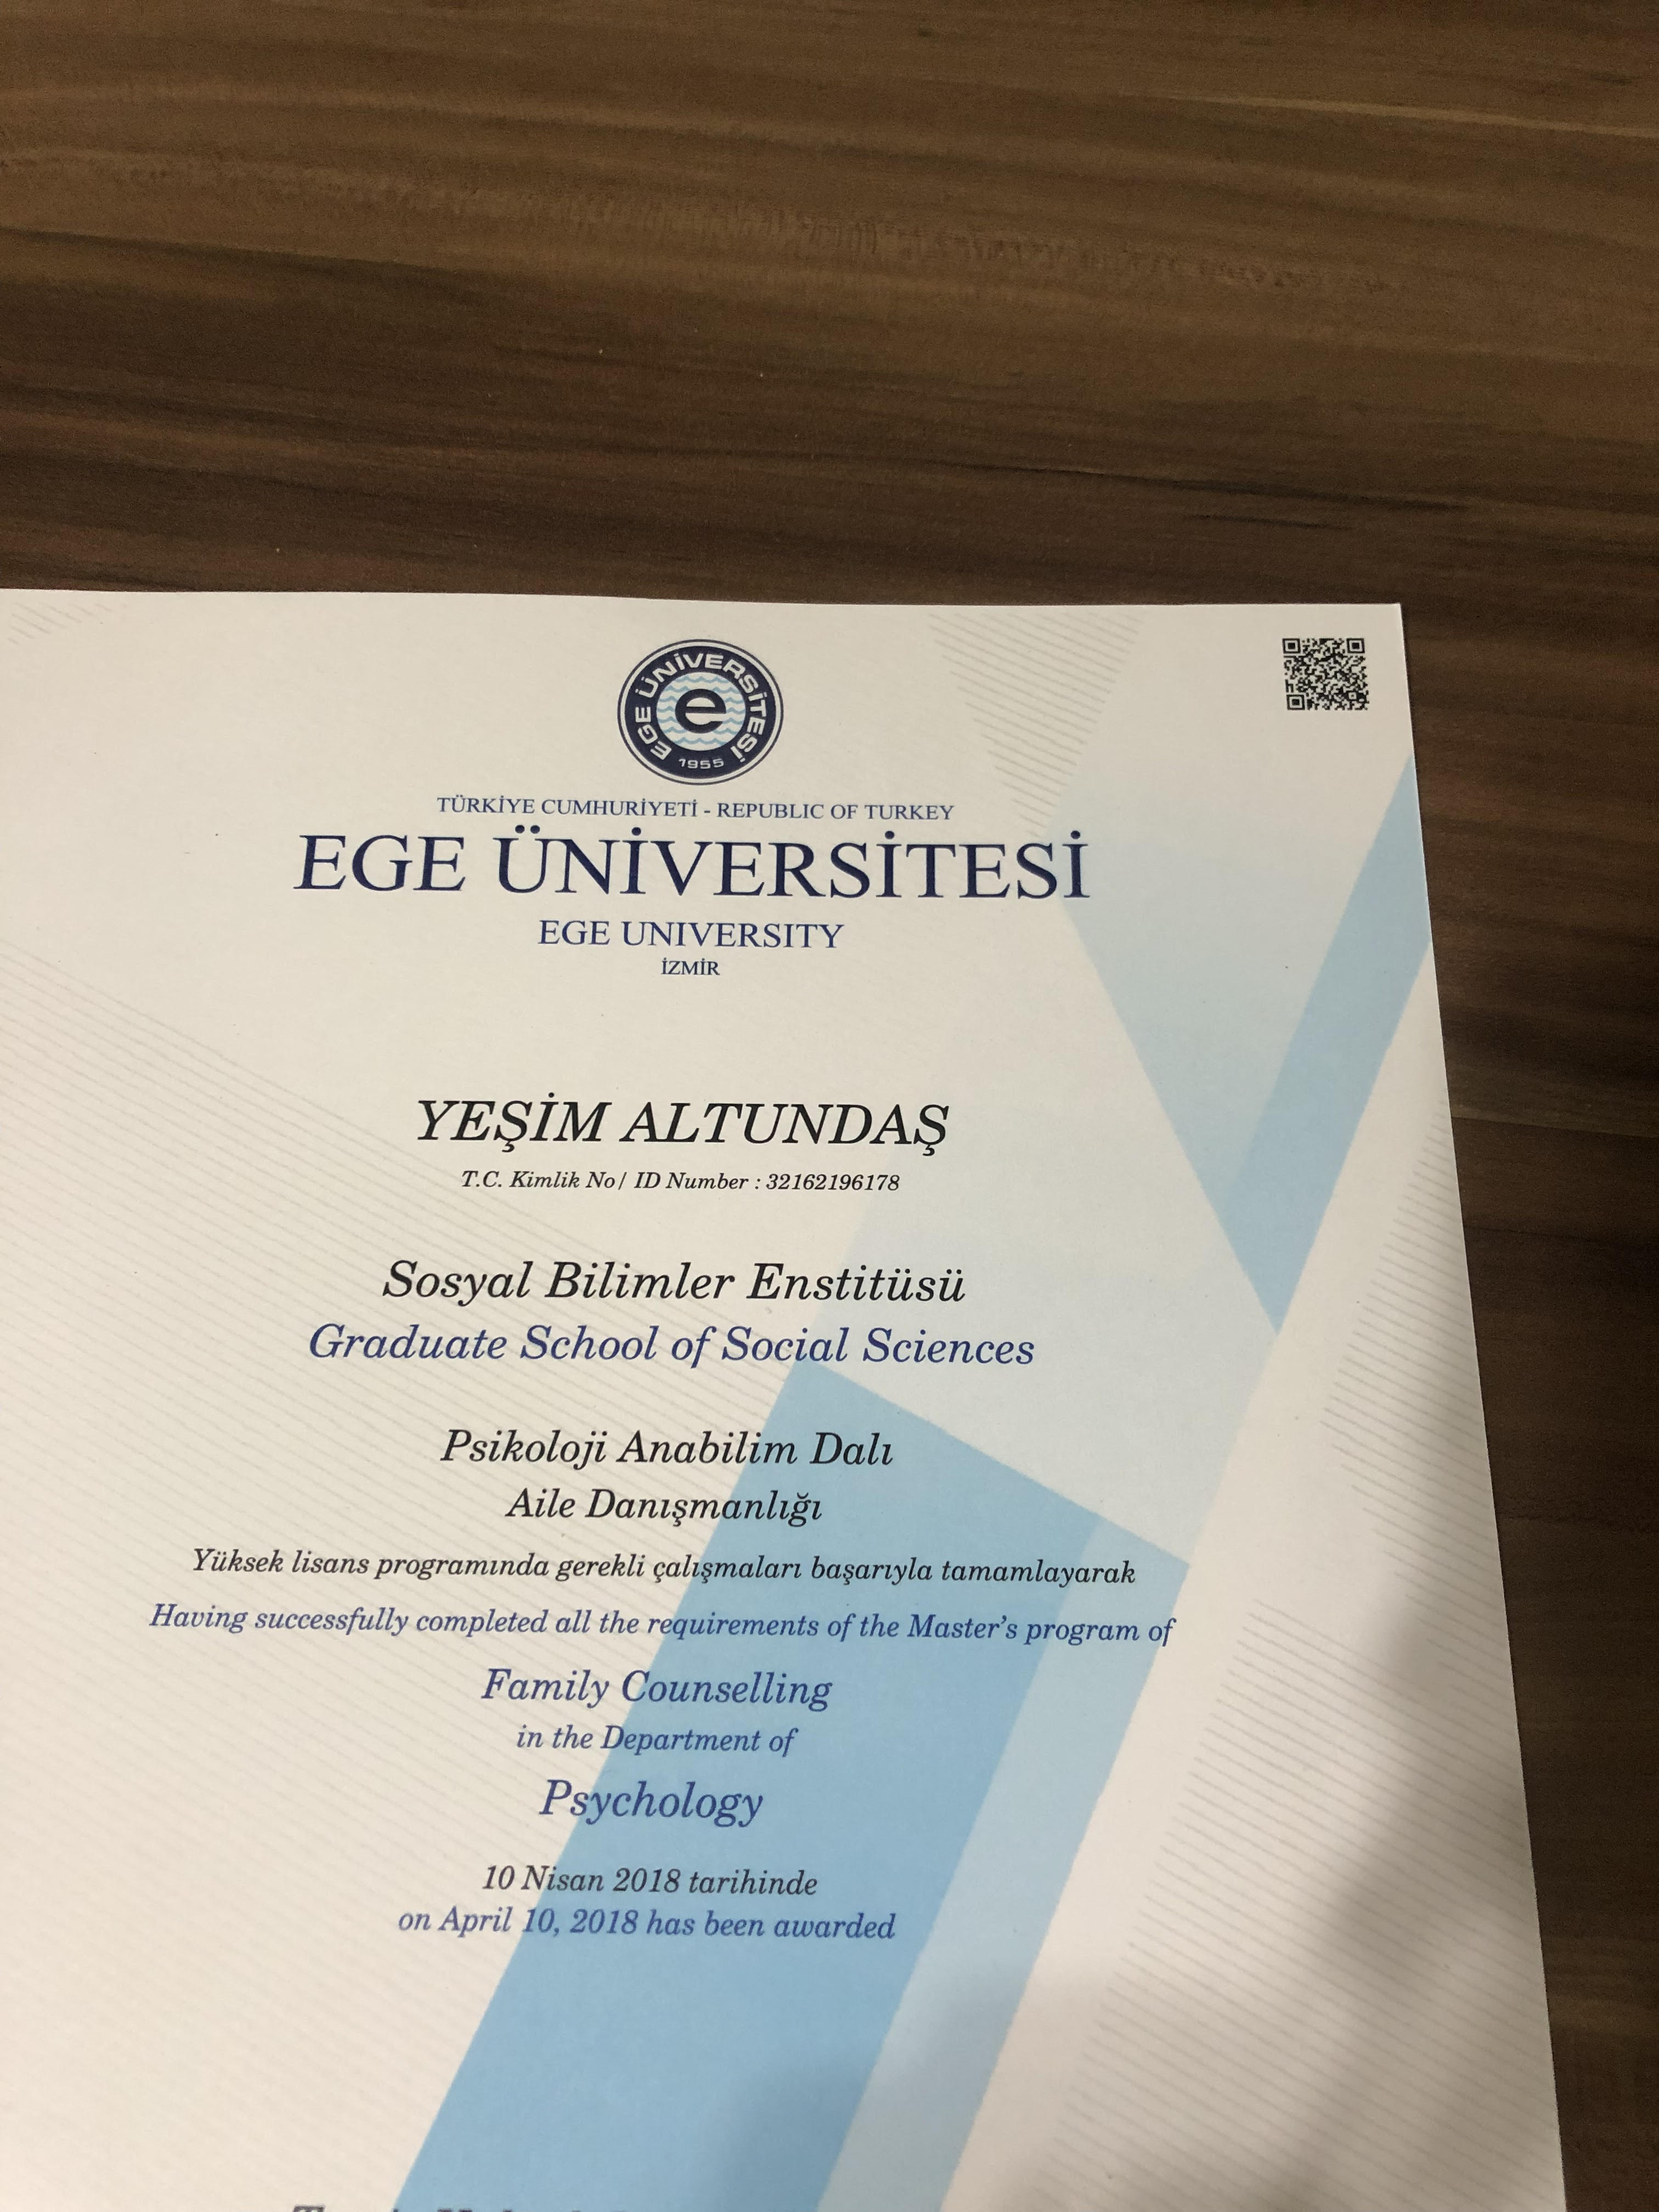 EGE ÜNİVERSİTESİ
e
1955
TÜRKİYE CUMHURİYETİ - REPUBLIC OF TURKEY
EGE ÜNİVERSİTESİ
EGE UNIVERSITY
İZMİR
YEŞİM ALTUNDAŞ
T.C. Kimlik No/ ID Number : 32162196178
Sosyal Bilimler Enstitüsü
Graduate School of Social Sciences
Psikoloji Anabilim Dalı
Aile Danışmanlığı
Yüksek lisans programında gerekli çalışmaları başarıyla tamamlayarak
Having successfully completed all the requirements of the Master's program of
Family Counselling
in the Department of
Psychology
10 Nisan 2018 tarihinde
on April 10, 2018 has been awarded